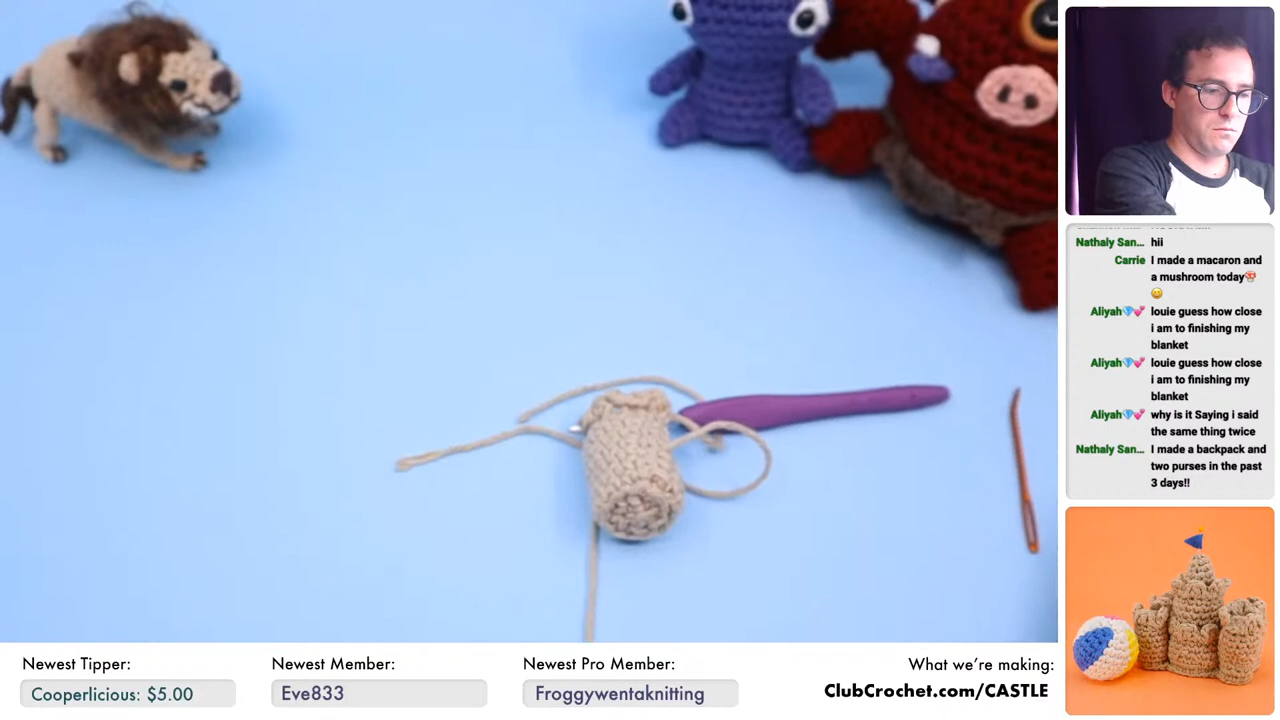 Nathaly San... hii
Carrie I made a macaron and
a mushroom today🍄
😊
Aliyah💎💕 louie guess how close
i am to finishing my
blanket
Aliyah💎💕 louie guess how close
i am to finishing my
blanket
Aliyah💎💕 why is it Saying i said
the same thing twice
Nathaly San... I made a backpack and
two purses in the past
3 days!!
Newest Tipper: Newest Member: Newest Pro Member: What we're making:
Cooperlicious: $5.00 Eve833 Froggywentaknitting ClubCrochet.com/CASTLE